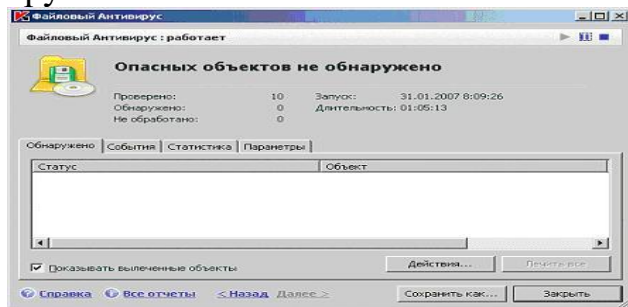 Файловый Антивирус
Файловый Антивирус : работает
Опасных объектов не обнаружено
Проверено: 10 Запуск: 31.01.2007 8:09:26
Обнаружено: 0 Длительность: 01:05:13
Не обработано: 0
Обнаружено События Статистика Параметры
Статус Объект
Показывать вылеченные объекты Действия... Лечить все
Справка Все отчеты < Назад Далее > Сохранить как... Закрыть